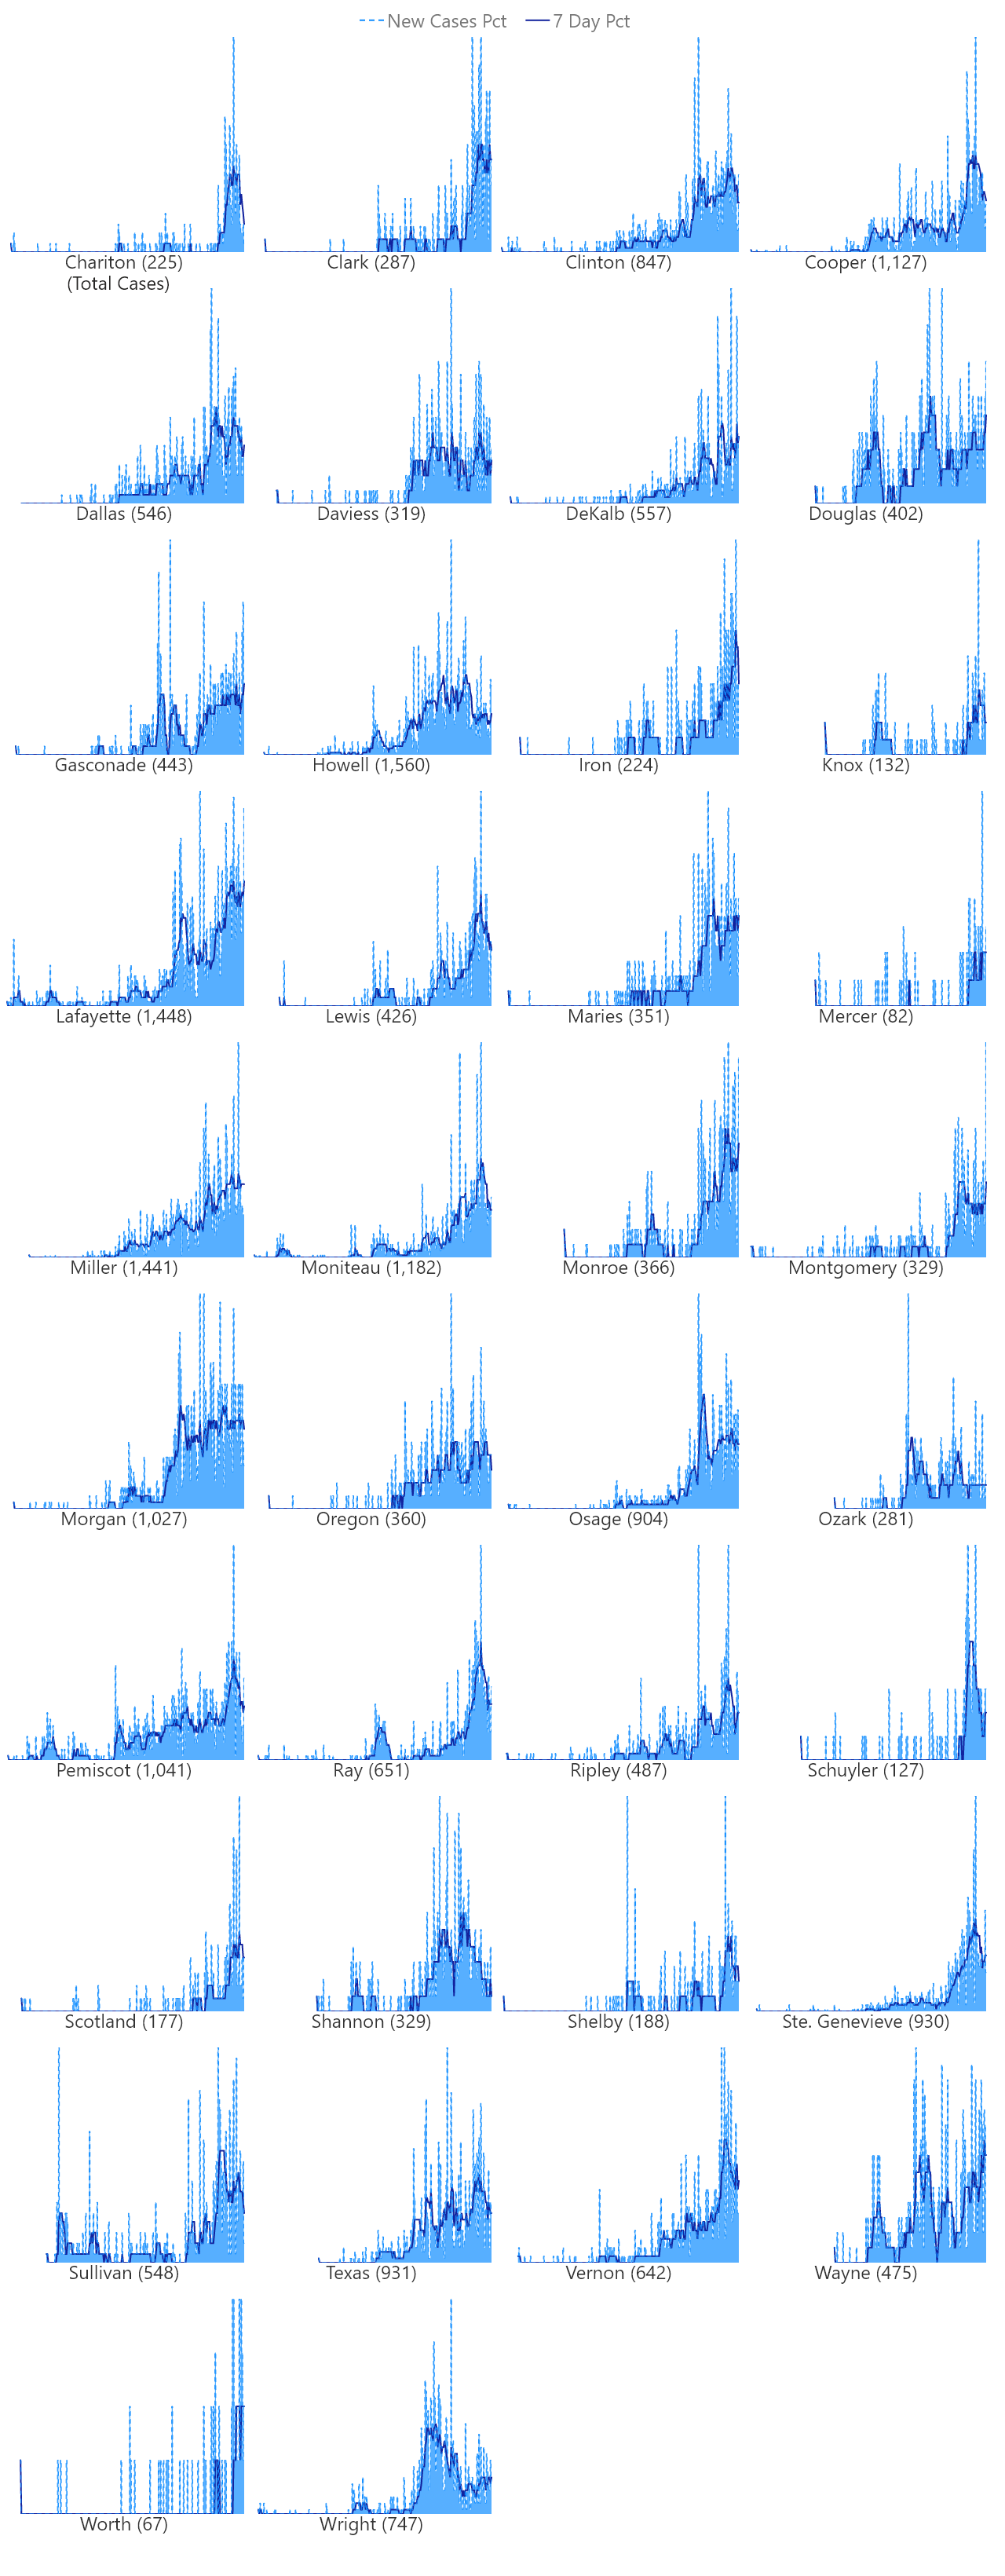 New Cases Pct 7 Day Pct
Chariton (225) Clark (287) Clinton (847) Cooper (1,127)
(Total Cases)
Dallas (546) Daviess (319) DeKalb (557) Douglas (402)
Gasconade (443) Howell (1,560) Iron (224) Knox (132)
Lafayette (1,448) Lewis (426) Maries (351) Mercer (82)
Miller (1,441) Moniteau (1,182) Monroe (366) Montgomery (329)
Morgan (1,027) Oregon (360) Osage (904) Ozark (281)
Pemiscot (1,041) Ray (651) Ripley (487) Schuyler (127)
Scotland (177) Shannon (329) Shelby (188) Ste. Genevieve (930)
Sullivan (548) Texas (931) Vernon (642) Wayne (475)
Worth (67) Wright (747)